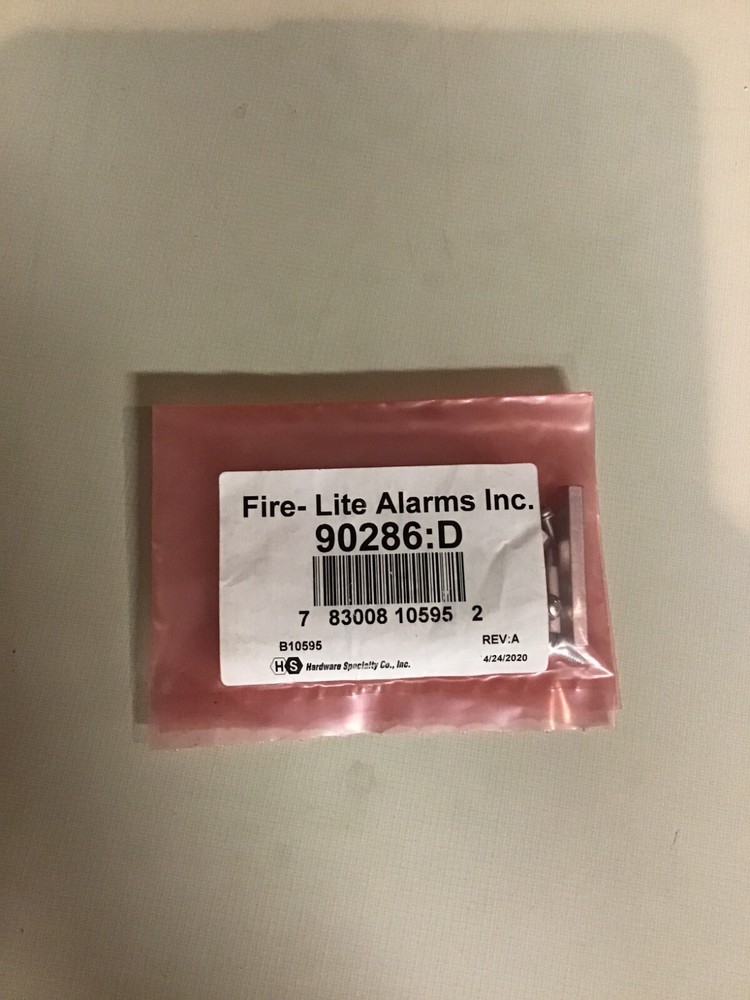 Fire- Lite Alarms Inc.
90286:D
7 83008 10595 2
B10595 REV:A
HS Hardware Specialty Co., Inc. 4/24/2020